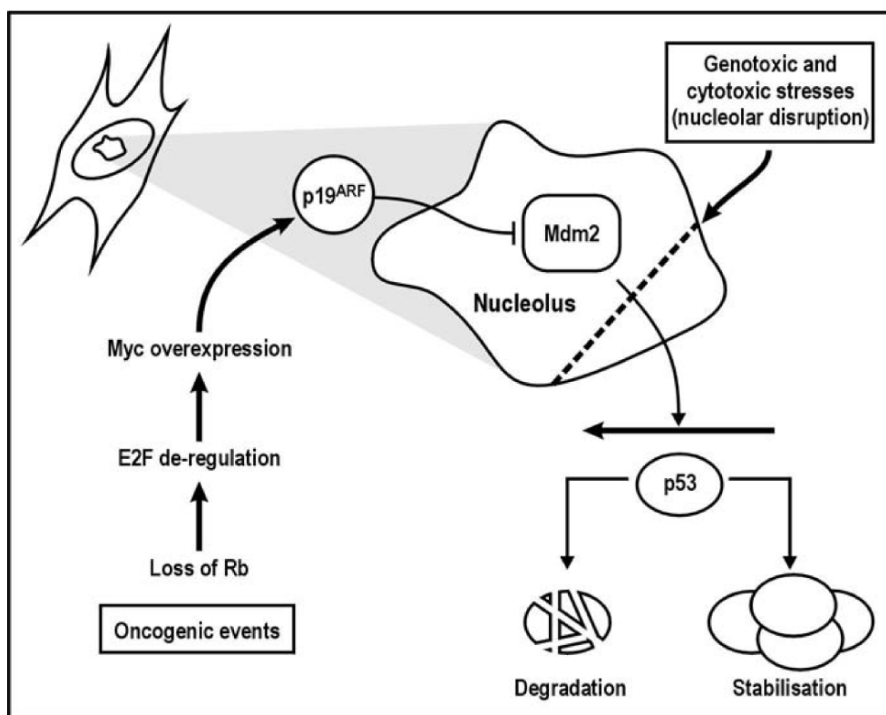 Genotoxic and
cytotoxic stresses
(nucleolar disruption)
p19ARF
Mdm2
Nucleolus
Myc overexpression
E2F de-regulation
p53
Loss of Rb
Oncogenic events
Degradation
Stabilisation